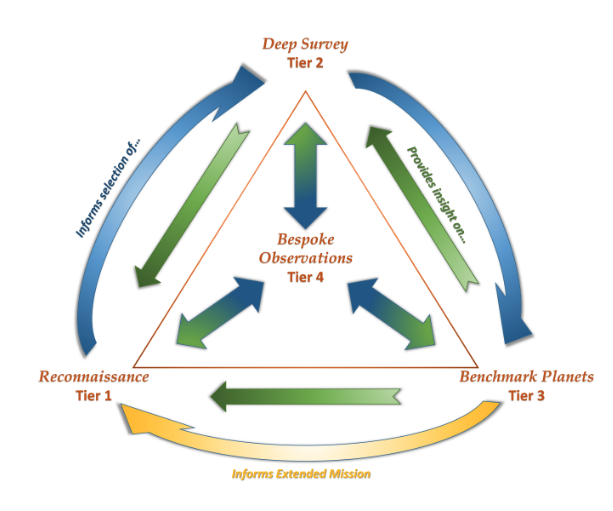 Deep Survey
Tier 2
Informs selection of...
Provides insight on...
Bespoke
Observations
Tier 4
Reconnaissance
Tier 1
Benchmark Planets
Tier 3
Informs Extended Mission